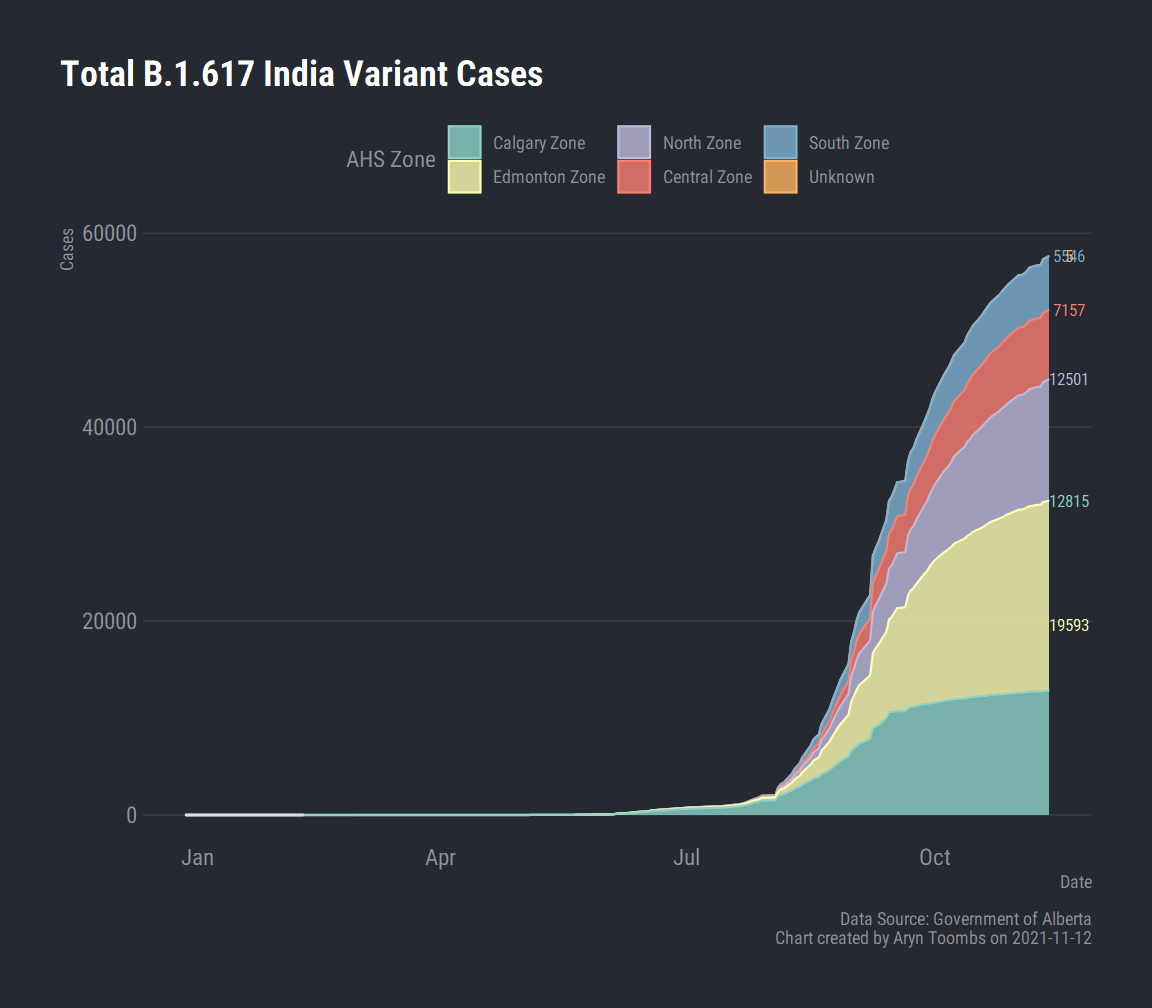 Total B.1.617 India Variant Cases
AHS Zone
Calgary Zone North Zone South Zone
Edmonton Zone Central Zone Unknown
Cases
60000
40000
20000
0
5546
7157
12501
12815
19593
Jan Apr Jul Oct
Date
Data Source: Government of Alberta
Chart created by Aryn Toombs on 2021-11-12